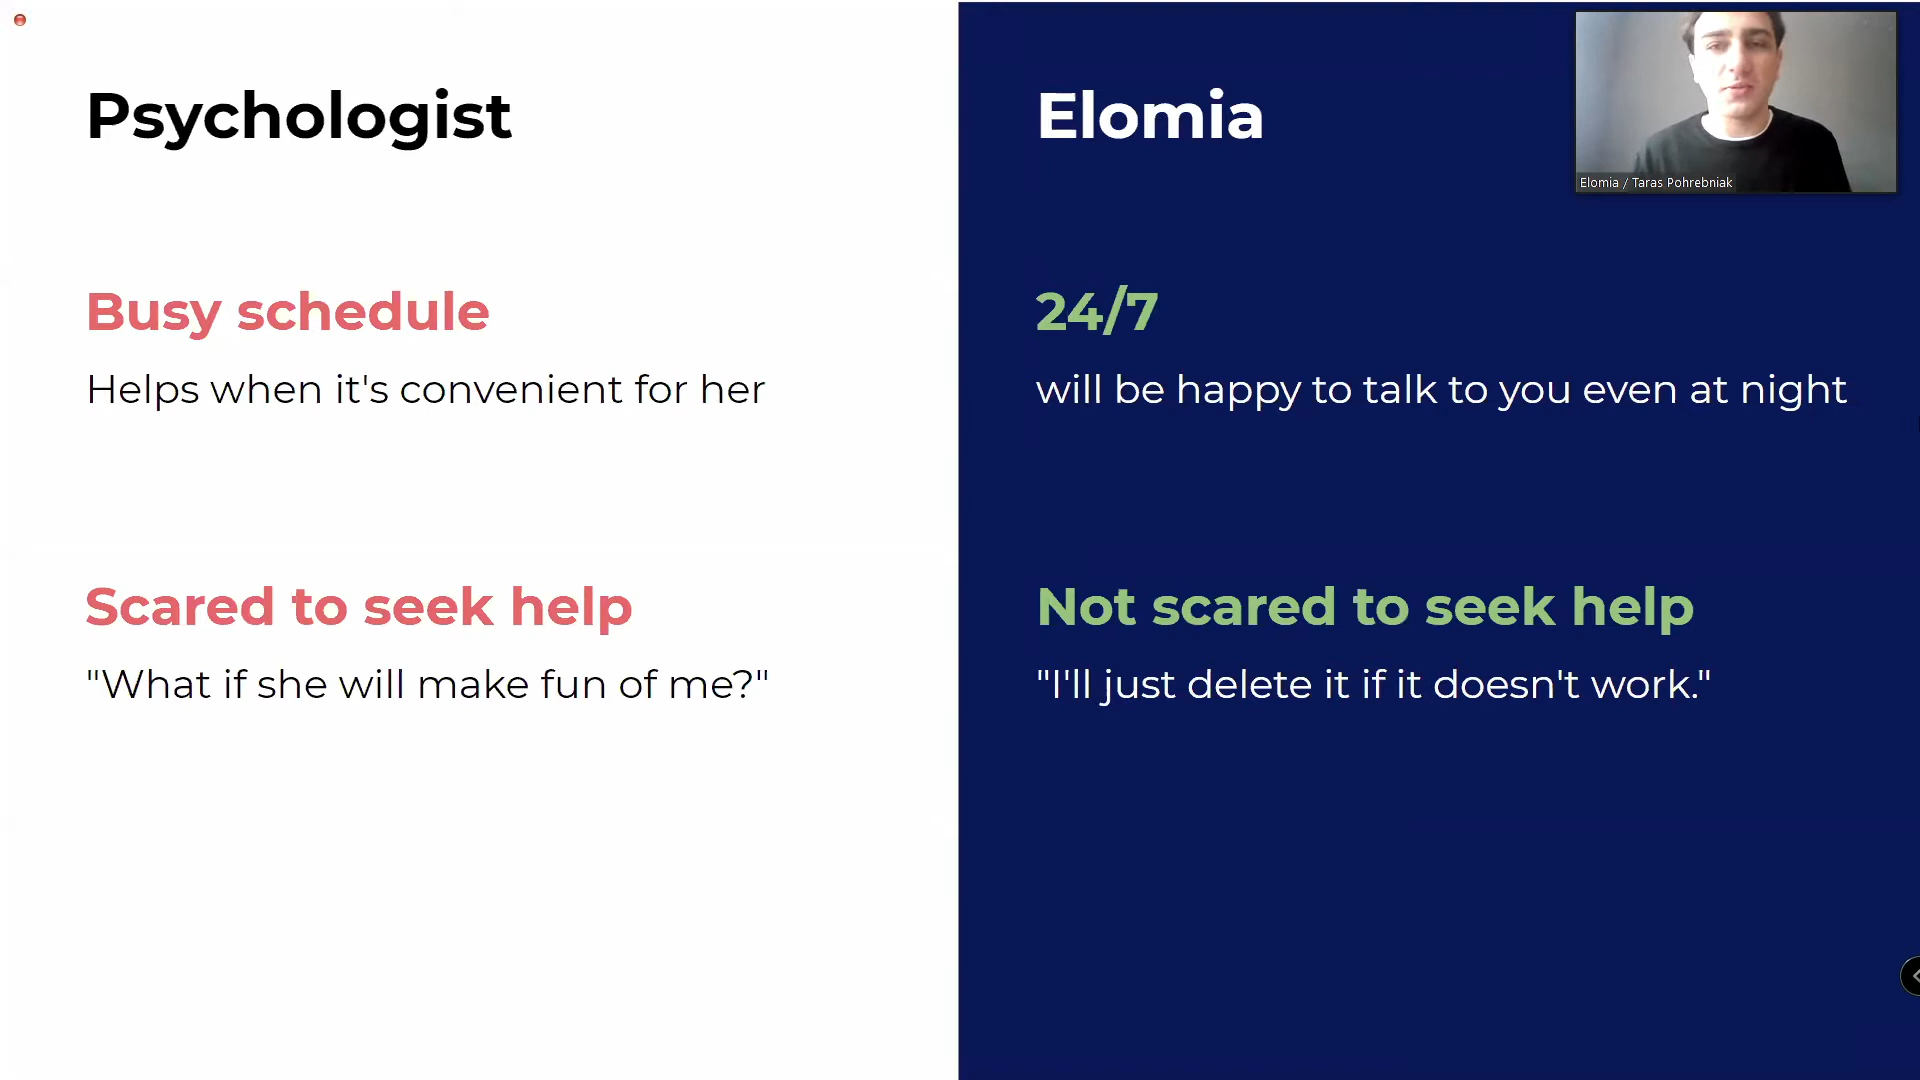 Psychologist
Busy schedule
Helps when it's convenient for her
Scared to seek help
"What if she will make fun of me?"
Elomia
24/7
will be happy to talk to you even at night
Not scared to seek help
"I'll just delete it if it doesn't work."
Elomia / Taras Pohrebniak